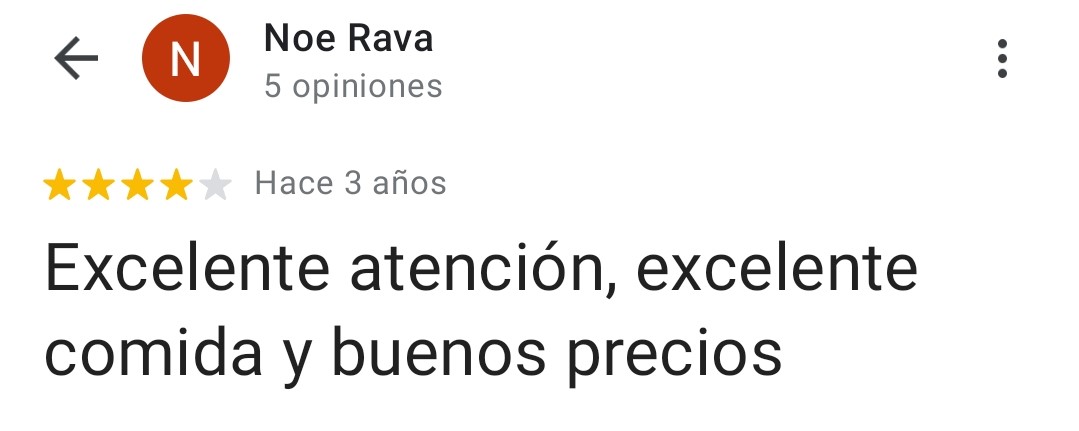 N
Noe Rava
5 opiniones
Hace 3 años
Excelente atención, excelente
comida y buenos precios